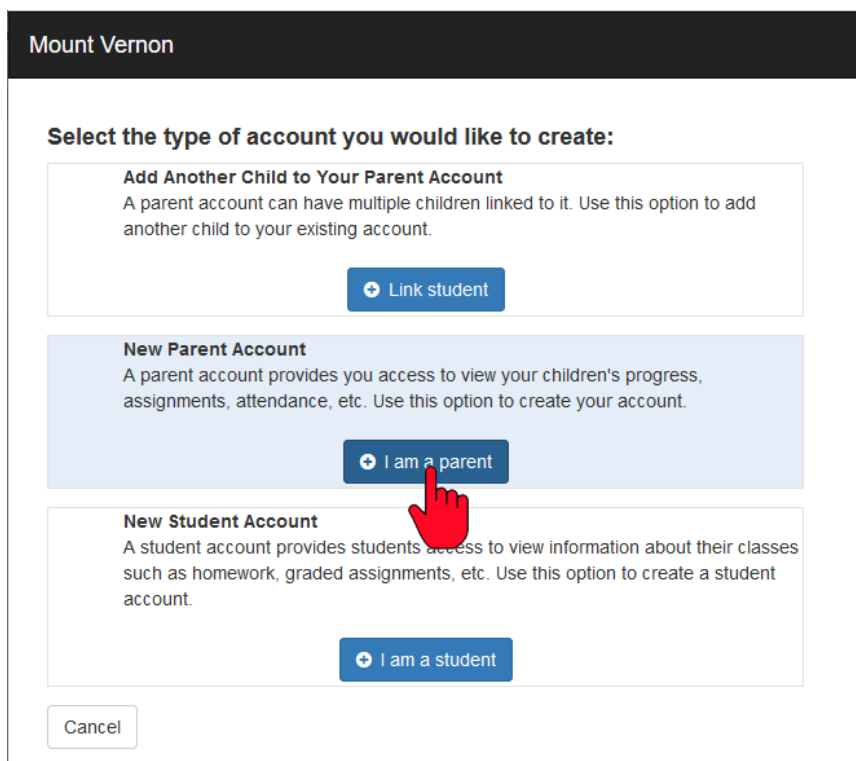 Mount Vernon
Select the type of account you would like to create:
Add Another Child to Your Parent Account
A parent account can have multiple children linked to it. Use this option to add
another child to your existing account.
Link student
New Parent Account
A parent account provides you access to view your children's progress,
assignments, attendance, etc. Use this option to create your account.
I am a parent
New Student Account
A student account provides students access to view information about their classes
such as homework, graded assignments, etc. Use this option to create a student
account.
I am a student
Cancel